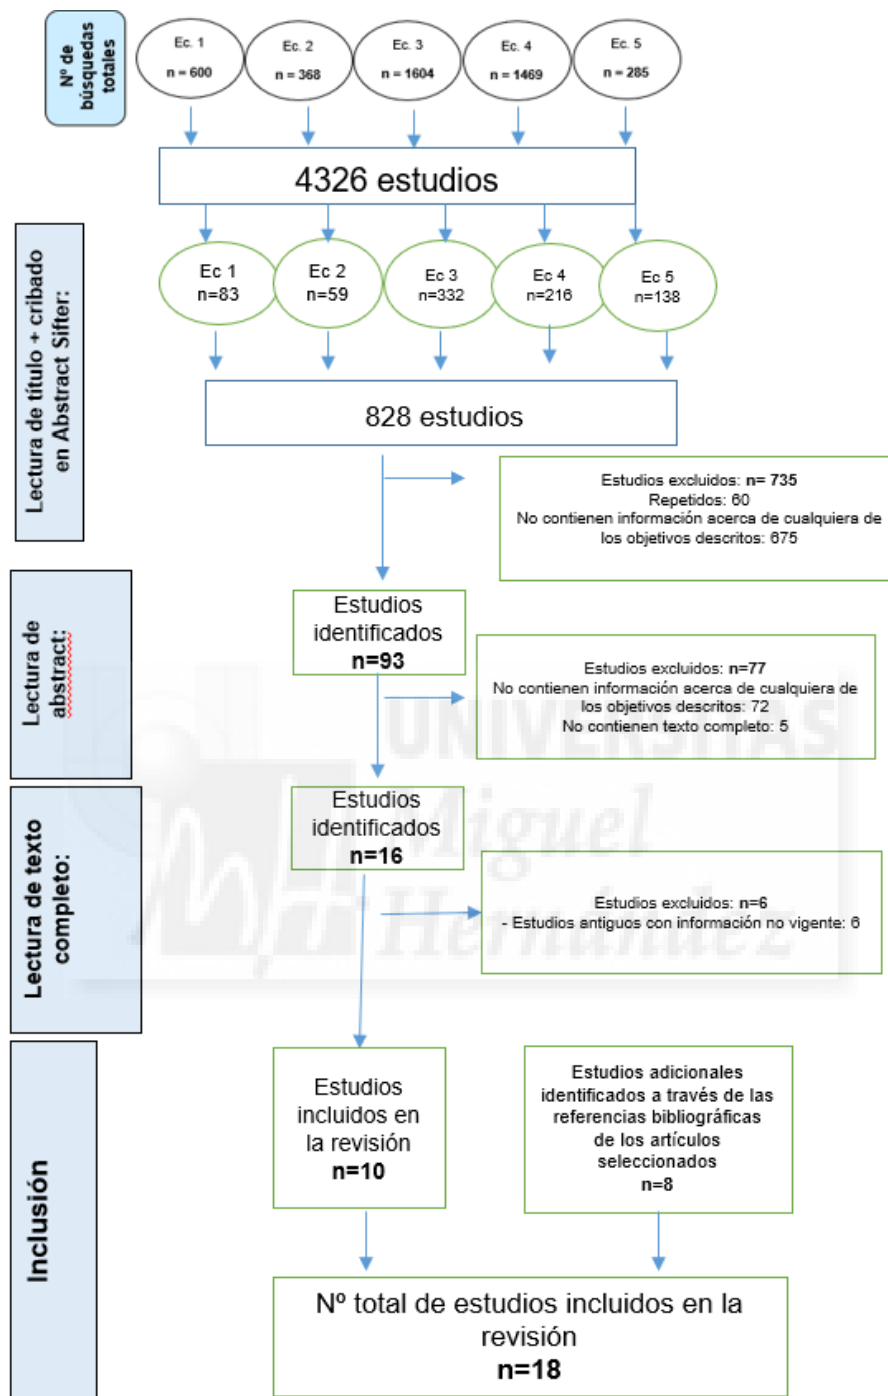 Nº de
búsquedas
totales
Ec. 1
n = 600
Ec. 2
n = 368
Ec. 3
n = 1604
Ec. 4
n = 1469
Ec. 5
n = 285
4326 estudios
Lectura de título + cribado
en Abstract Sifter:
Ec 1
n=83
Ec 2
n=59
Ec 3
n=332
Ec 4
n=216
Ec 5
n=138
828 estudios
Estudios excluidos: n= 735
Repetidos: 60
No contienen información acerca de cualquiera de
los objetivos descritos: 675
Lectura de
abstract:
Estudios
identificados
n=93
Estudios excluidos: n=77
No contienen información acerca de cualquiera de
los objetivos descritos: 72
No contienen texto completo: 5
UNIVERSITAS
Miguel
Hernández
Lectura de texto
completo:
Estudios
identificados
n=16
Estudios excluidos: n=6
- Estudios antiguos con información no vigente: 6
Inclusión
Estudios
incluidos en
la revisión
n=10
Estudios adicionales
identificados a través de las
referencias bibliográficas
de los artículos
seleccionados
n=8
Nº total de estudios incluidos en la
revisión
n=18